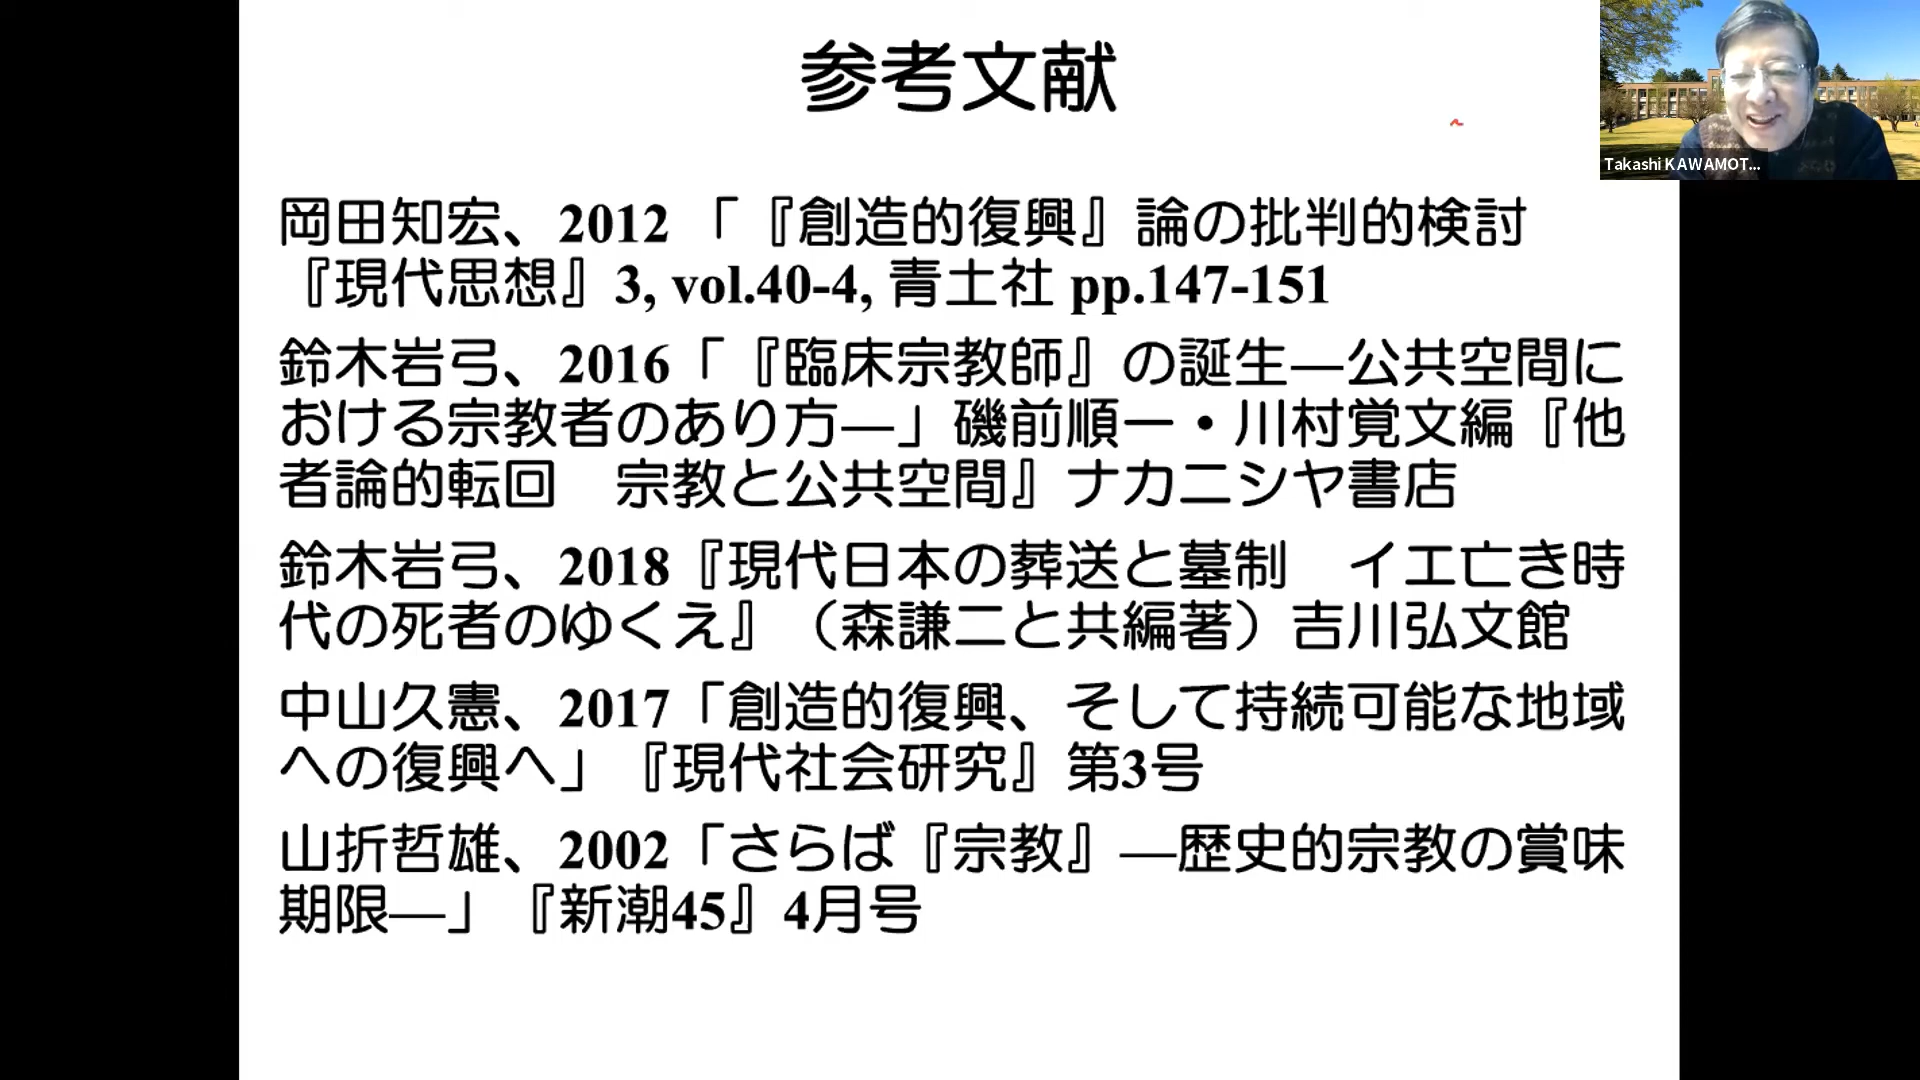 参考文献
Takashi KAWAMOT...
岡田知宏、2012 「『創造的復興』論の批判的検討
『現代思想』3, vol.40-4, 青土社 pp.147-151
鈴木岩弓、2016「『臨床宗教師』の誕生―公共空間に
おける宗教者のあり方―」磯前順一・川村覚文編『他
者論的転回　宗教と公共空間』ナカニシヤ書店
鈴木岩弓、2018『現代日本の葬送と墓制　イエ亡き時
代の死者のゆくえ』（森謙二と共編著）吉川弘文館
中山久憲、2017「創造的復興、そして持続可能な地域
への復興へ」『現代社会研究』第3号
山折哲雄、2002「さらば『宗教』―歴史的宗教の賞味
期限―」『新潮45』4月号